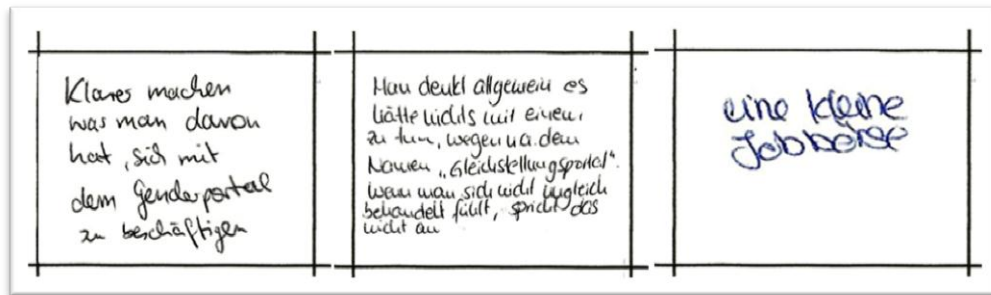 Klarer machen
was man davon
hat, sich mit
dem Genderportal
zu beschäftigen
Man denkt allgemein es
hätte nichts mit einem
zu tun, wegen u.a. dem
Namen „Gleichstellungsportal".
wenn man sich nicht ungleich
behandelt fühlt, spricht das
nicht an
eine kleine
Jobbörse